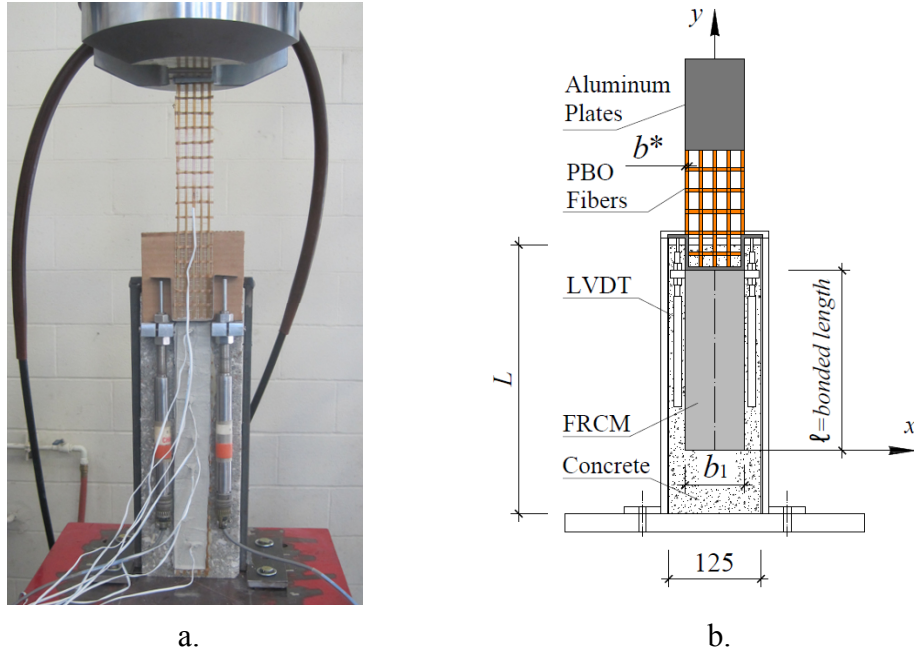 y
Aluminum
Plates
b*
PBO
Fibers
LVDT
L
ℓ=bonded length
FRCM
x
Concrete
b1
125
a.
b.